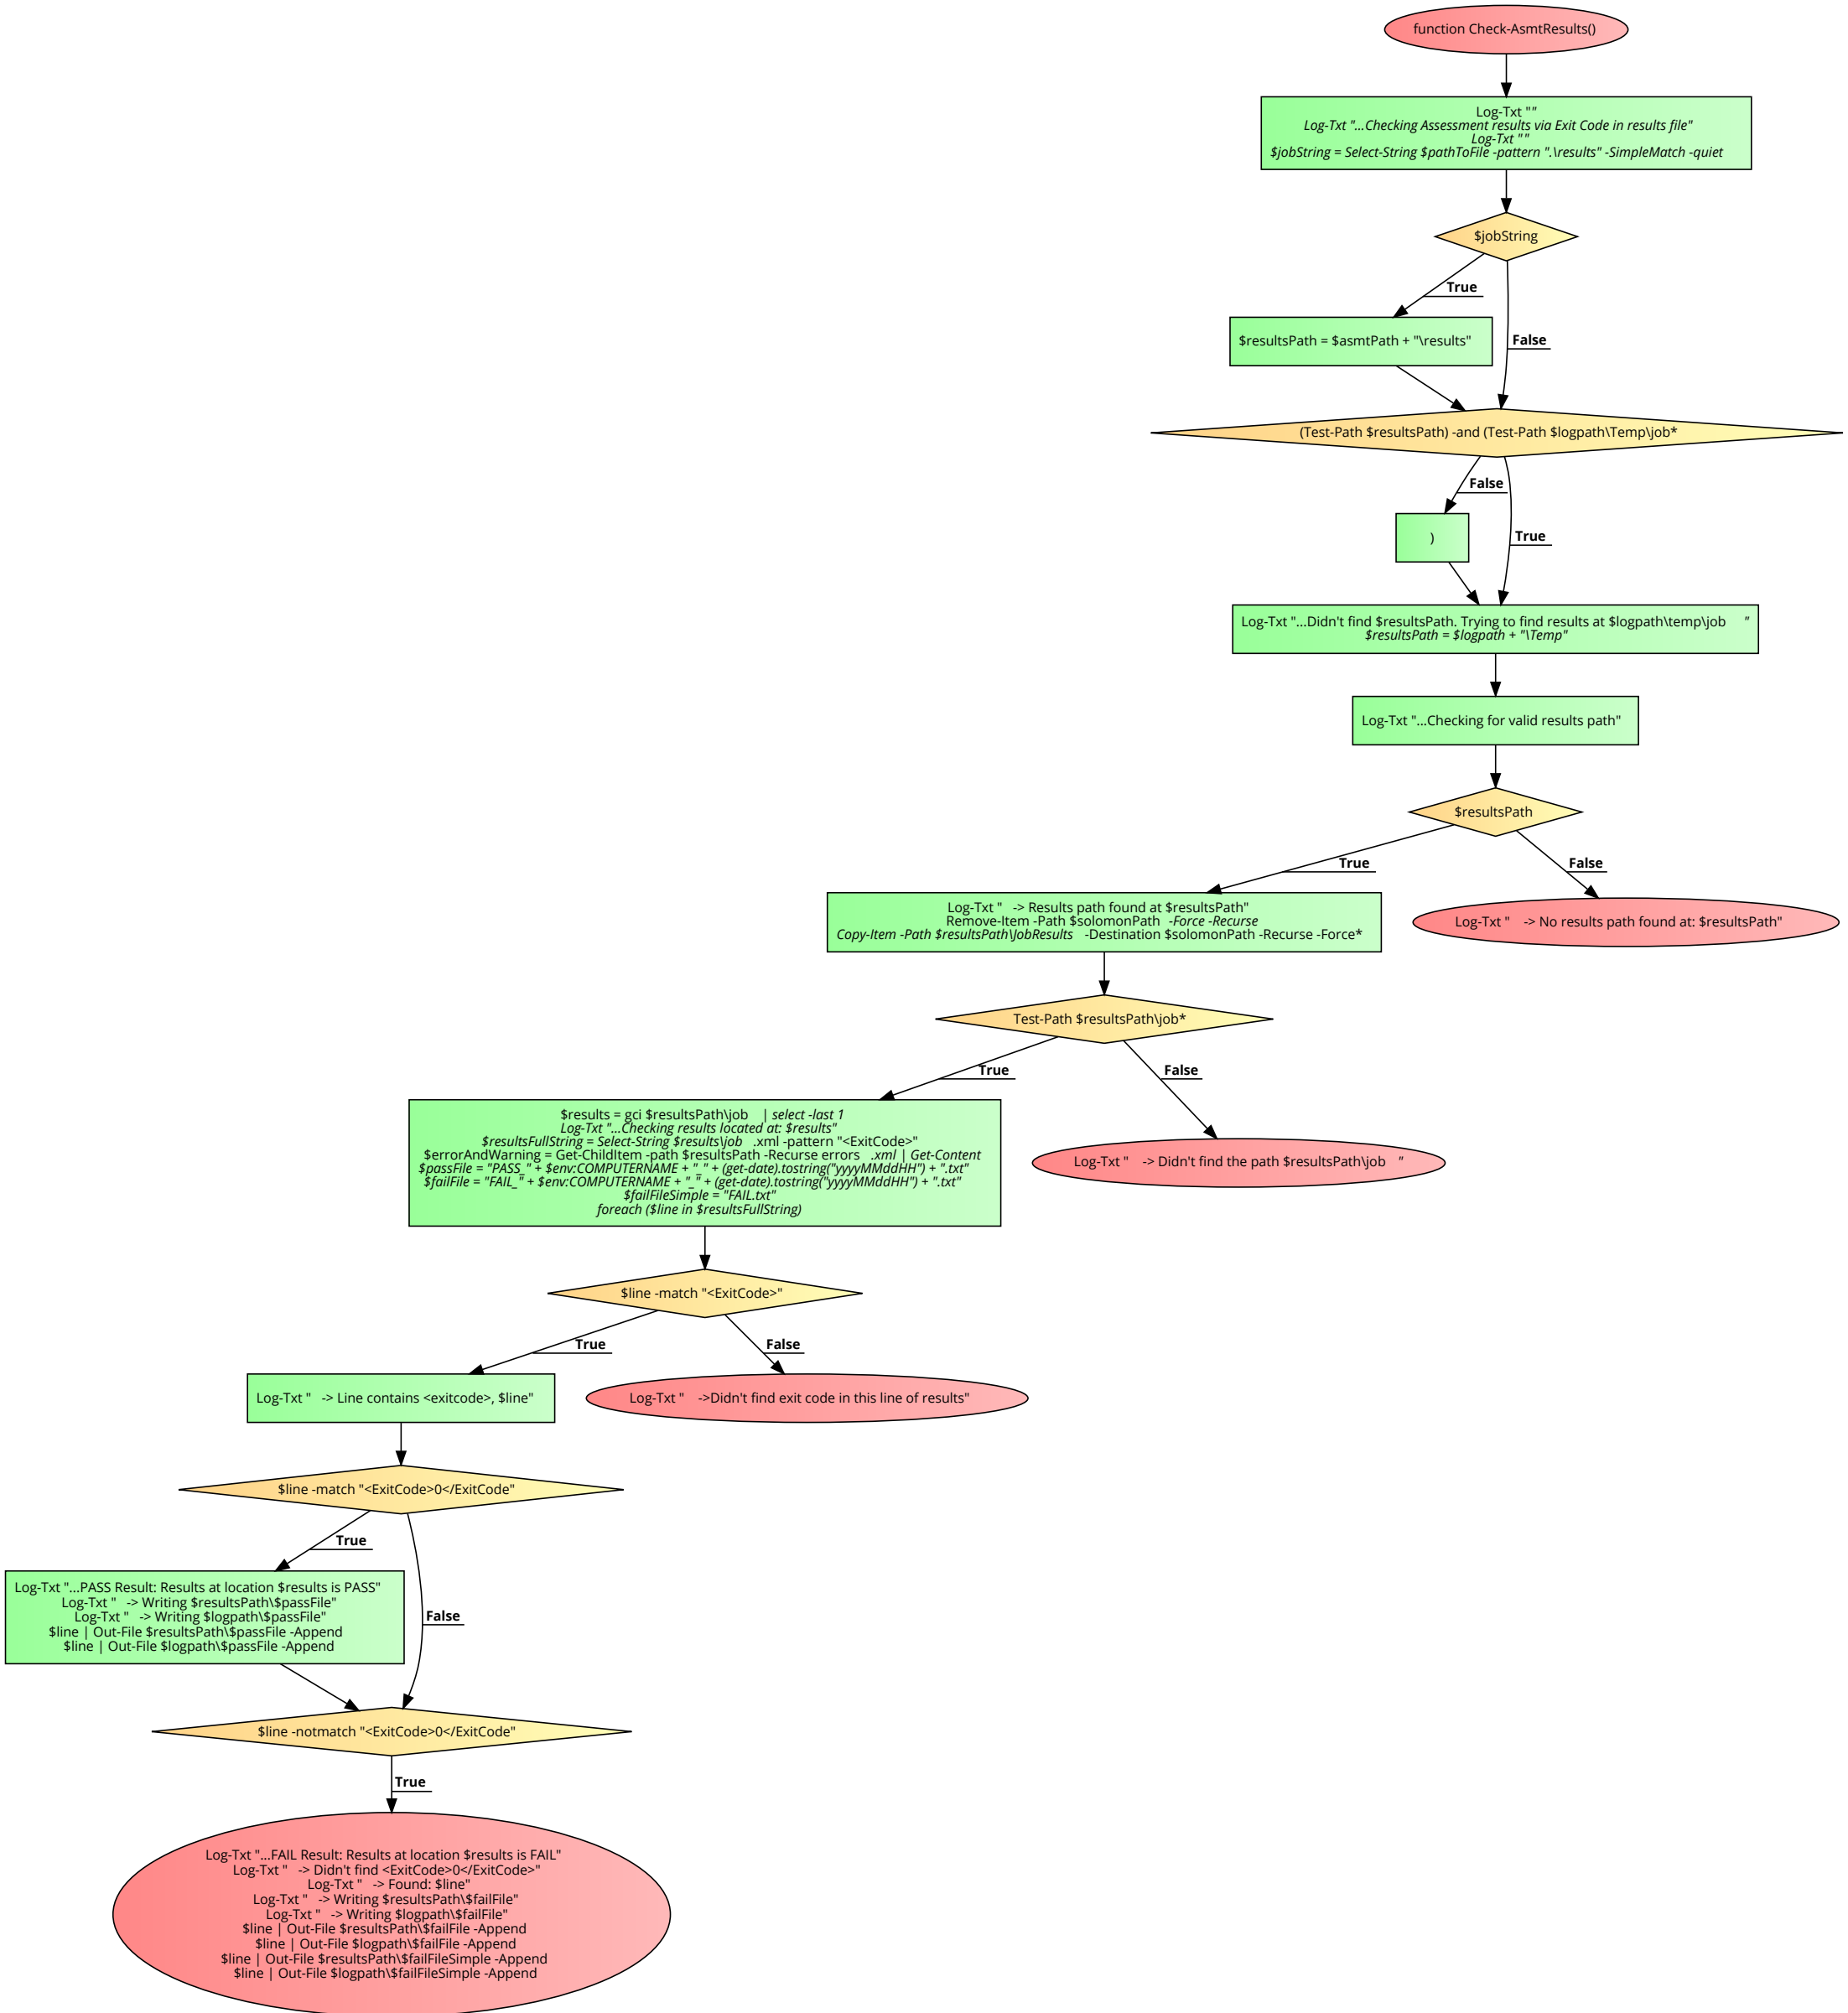 function Check-AsmtResults()
Log-Txt ""
Log-Txt "...Checking Assessment results via Exit Code in results file"
Log-Txt ""
$jobString = Select-String $pathToFile -pattern ".\results" -SimpleMatch -quiet
$jobString
True
$resultsPath = $asmtPath + "\results"
False
(Test-Path $resultsPath) -and (Test-Path $logpath\Temp\job*
False
)
True
Log-Txt "...Didn't find $resultsPath. Trying to find results at $logpath\temp\job "
$resultsPath = $logpath + "\Temp"
Log-Txt "...Checking for valid results path"
$resultsPath
True
False
Log-Txt " -> Results path found at $resultsPath"
Remove-Item -Path $solomonPath -Force -Recurse
Copy-Item -Path $resultsPath\JobResults -Destination $solomonPath -Recurse -Force*
Log-Txt " -> No results path found at: $resultsPath"
Test-Path $resultsPath\job*
True
False
$results = gci $resultsPath\job | select -last 1
Log-Txt "...Checking results located at: $results"
$resultsFullString = Select-String $results\job .xml -pattern "<ExitCode>"
$errorAndWarning = Get-ChildItem -path $resultsPath -Recurse errors .xml | Get-Content
$passFile = "PASS_" + $env:COMPUTERNAME + "_" + (get-date).tostring("yyyyMMddHH") + ".txt"
$failFile = "FAIL_" + $env:COMPUTERNAME + "_" + (get-date).tostring("yyyyMMddHH") + ".txt"
$failFileSimple = "FAIL.txt"
foreach ($line in $resultsFullString)
Log-Txt " -> Didn't find the path $resultsPath\job "
$line -match "<ExitCode>"
True
False
Log-Txt " -> Line contains <exitcode>, $line"
Log-Txt " ->Didn't find exit code in this line of results"
$line -match "<ExitCode>0</ExitCode"
True
Log-Txt "...PASS Result: Results at location $results is PASS"
Log-Txt " -> Writing $resultsPath\$passFile"
Log-Txt " -> Writing $logpath\$passFile"
$line | Out-File $resultsPath\$passFile -Append
$line | Out-File $logpath\$passFile -Append
False
$line -notmatch "<ExitCode>0</ExitCode"
True
Log-Txt "...FAIL Result: Results at location $results is FAIL"
Log-Txt " -> Didn't find <ExitCode>0</ExitCode>"
Log-Txt " -> Found: $line"
Log-Txt " -> Writing $resultsPath\$failFile"
Log-Txt " -> Writing $logpath\$failFile"
$line | Out-File $resultsPath\$failFile -Append
$line | Out-File $logpath\$failFile -Append
$line | Out-File $resultsPath\$failFileSimple -Append
$line | Out-File $logpath\$failFileSimple -Append